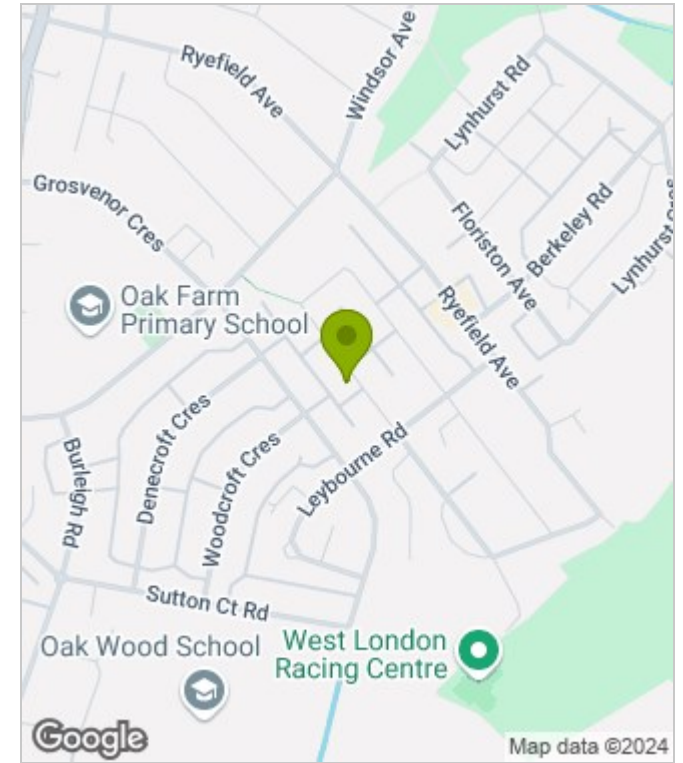 Ryefield Ave
Windsor Ave
Lynhurst Rd
Grosvenor Cres
Floriston Ave
Berkeley Rd
Lynhurst Cres
Oak Farm
Primary School
Ryefield Ave
Denecroft Cres
Woodcroft Cres
Leybourne Rd
Burleigh Rd
Sutton Ct Rd
Oak Wood School
West London
Racing Centre
Google
Map data ©2024